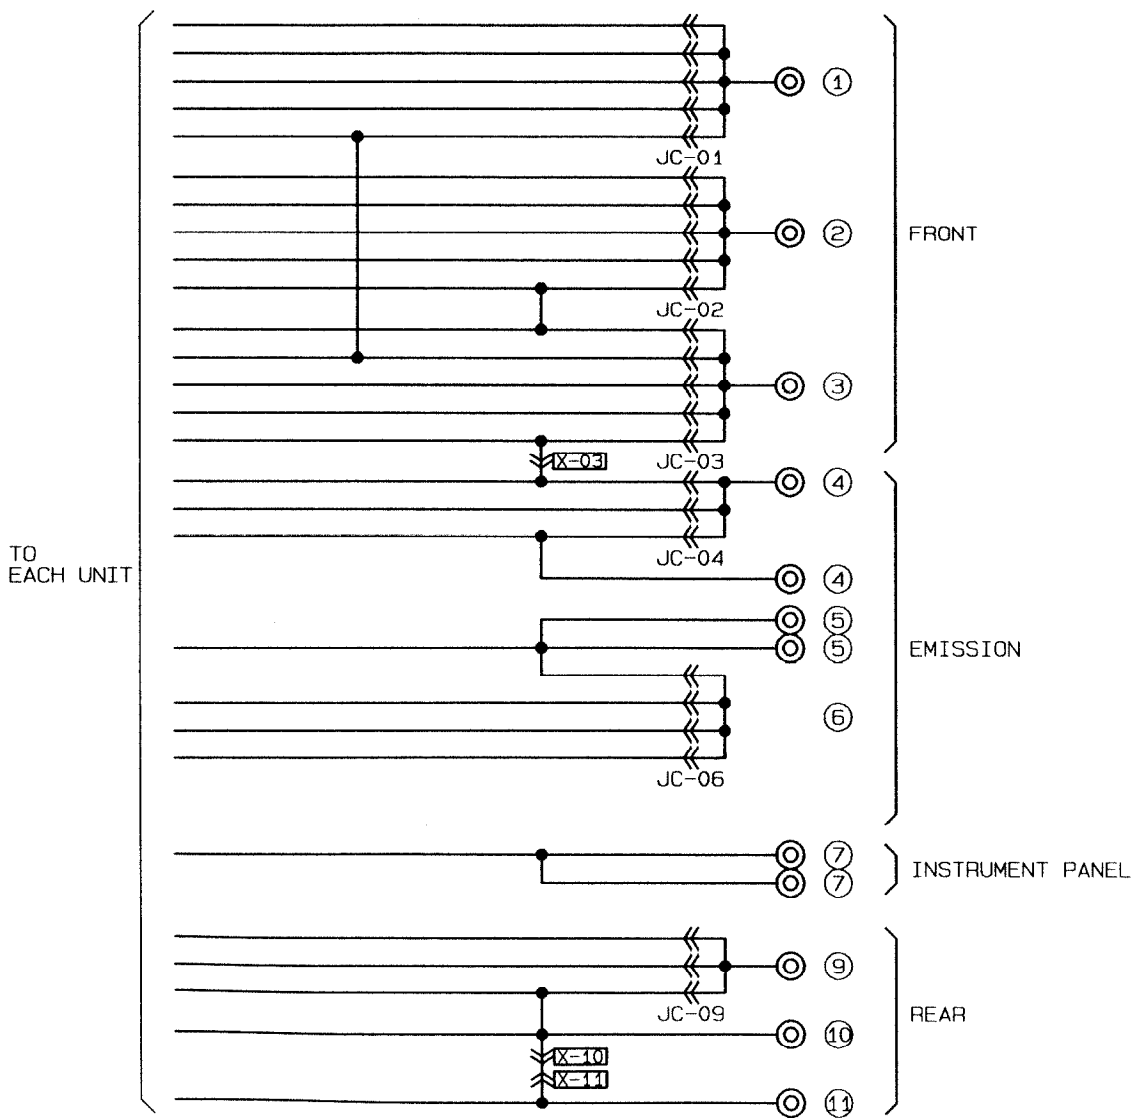 ①
JC-01
②
FRONT
JC-02
③
X-03
JC-03
④
JC-04
TO
EACH UNIT
④
⑤
⑤
EMISSION
⑥
JC-06
⑦
INSTRUMENT PANEL
⑦
⑨
JC-09
REAR
⑩
X-10
X-11
⑪